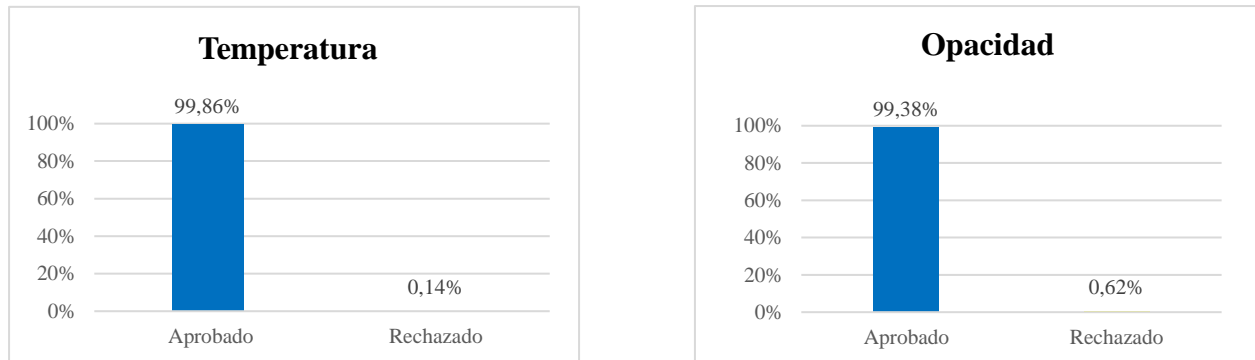 Temperatura
99,86%
100%
80%
60%
40%
20%
0%
0,14%
Aprobado
Rechazado
Opacidad
99,38%
100%
80%
60%
40%
20%
0%
0,62%
Aprobado
Rechazado